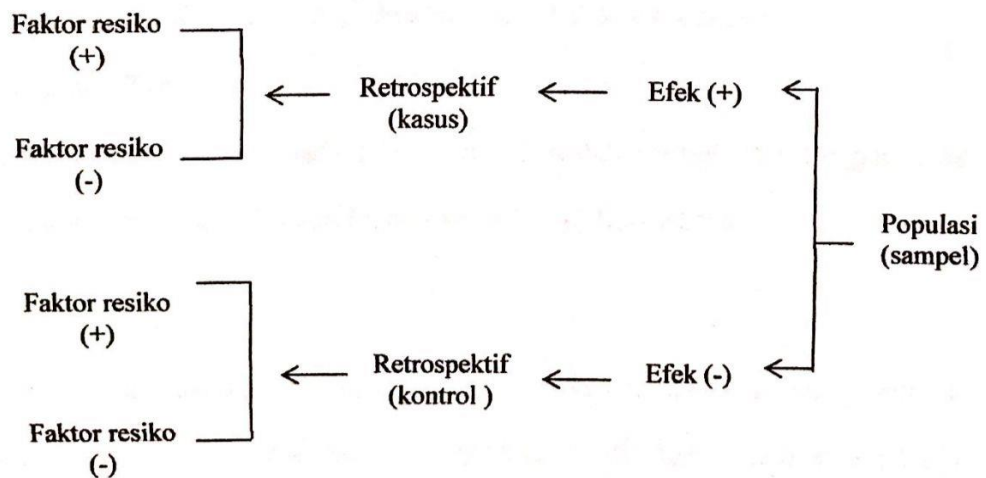 Faktor resiko
(+)
Retrospektif
(kasus)
Efek (+)
Faktor resiko
(-)
Populasi
(sampel)
Faktor resiko
(+)
Retrospektif
(kontrol )
Efek (-)
Faktor resiko
(-)